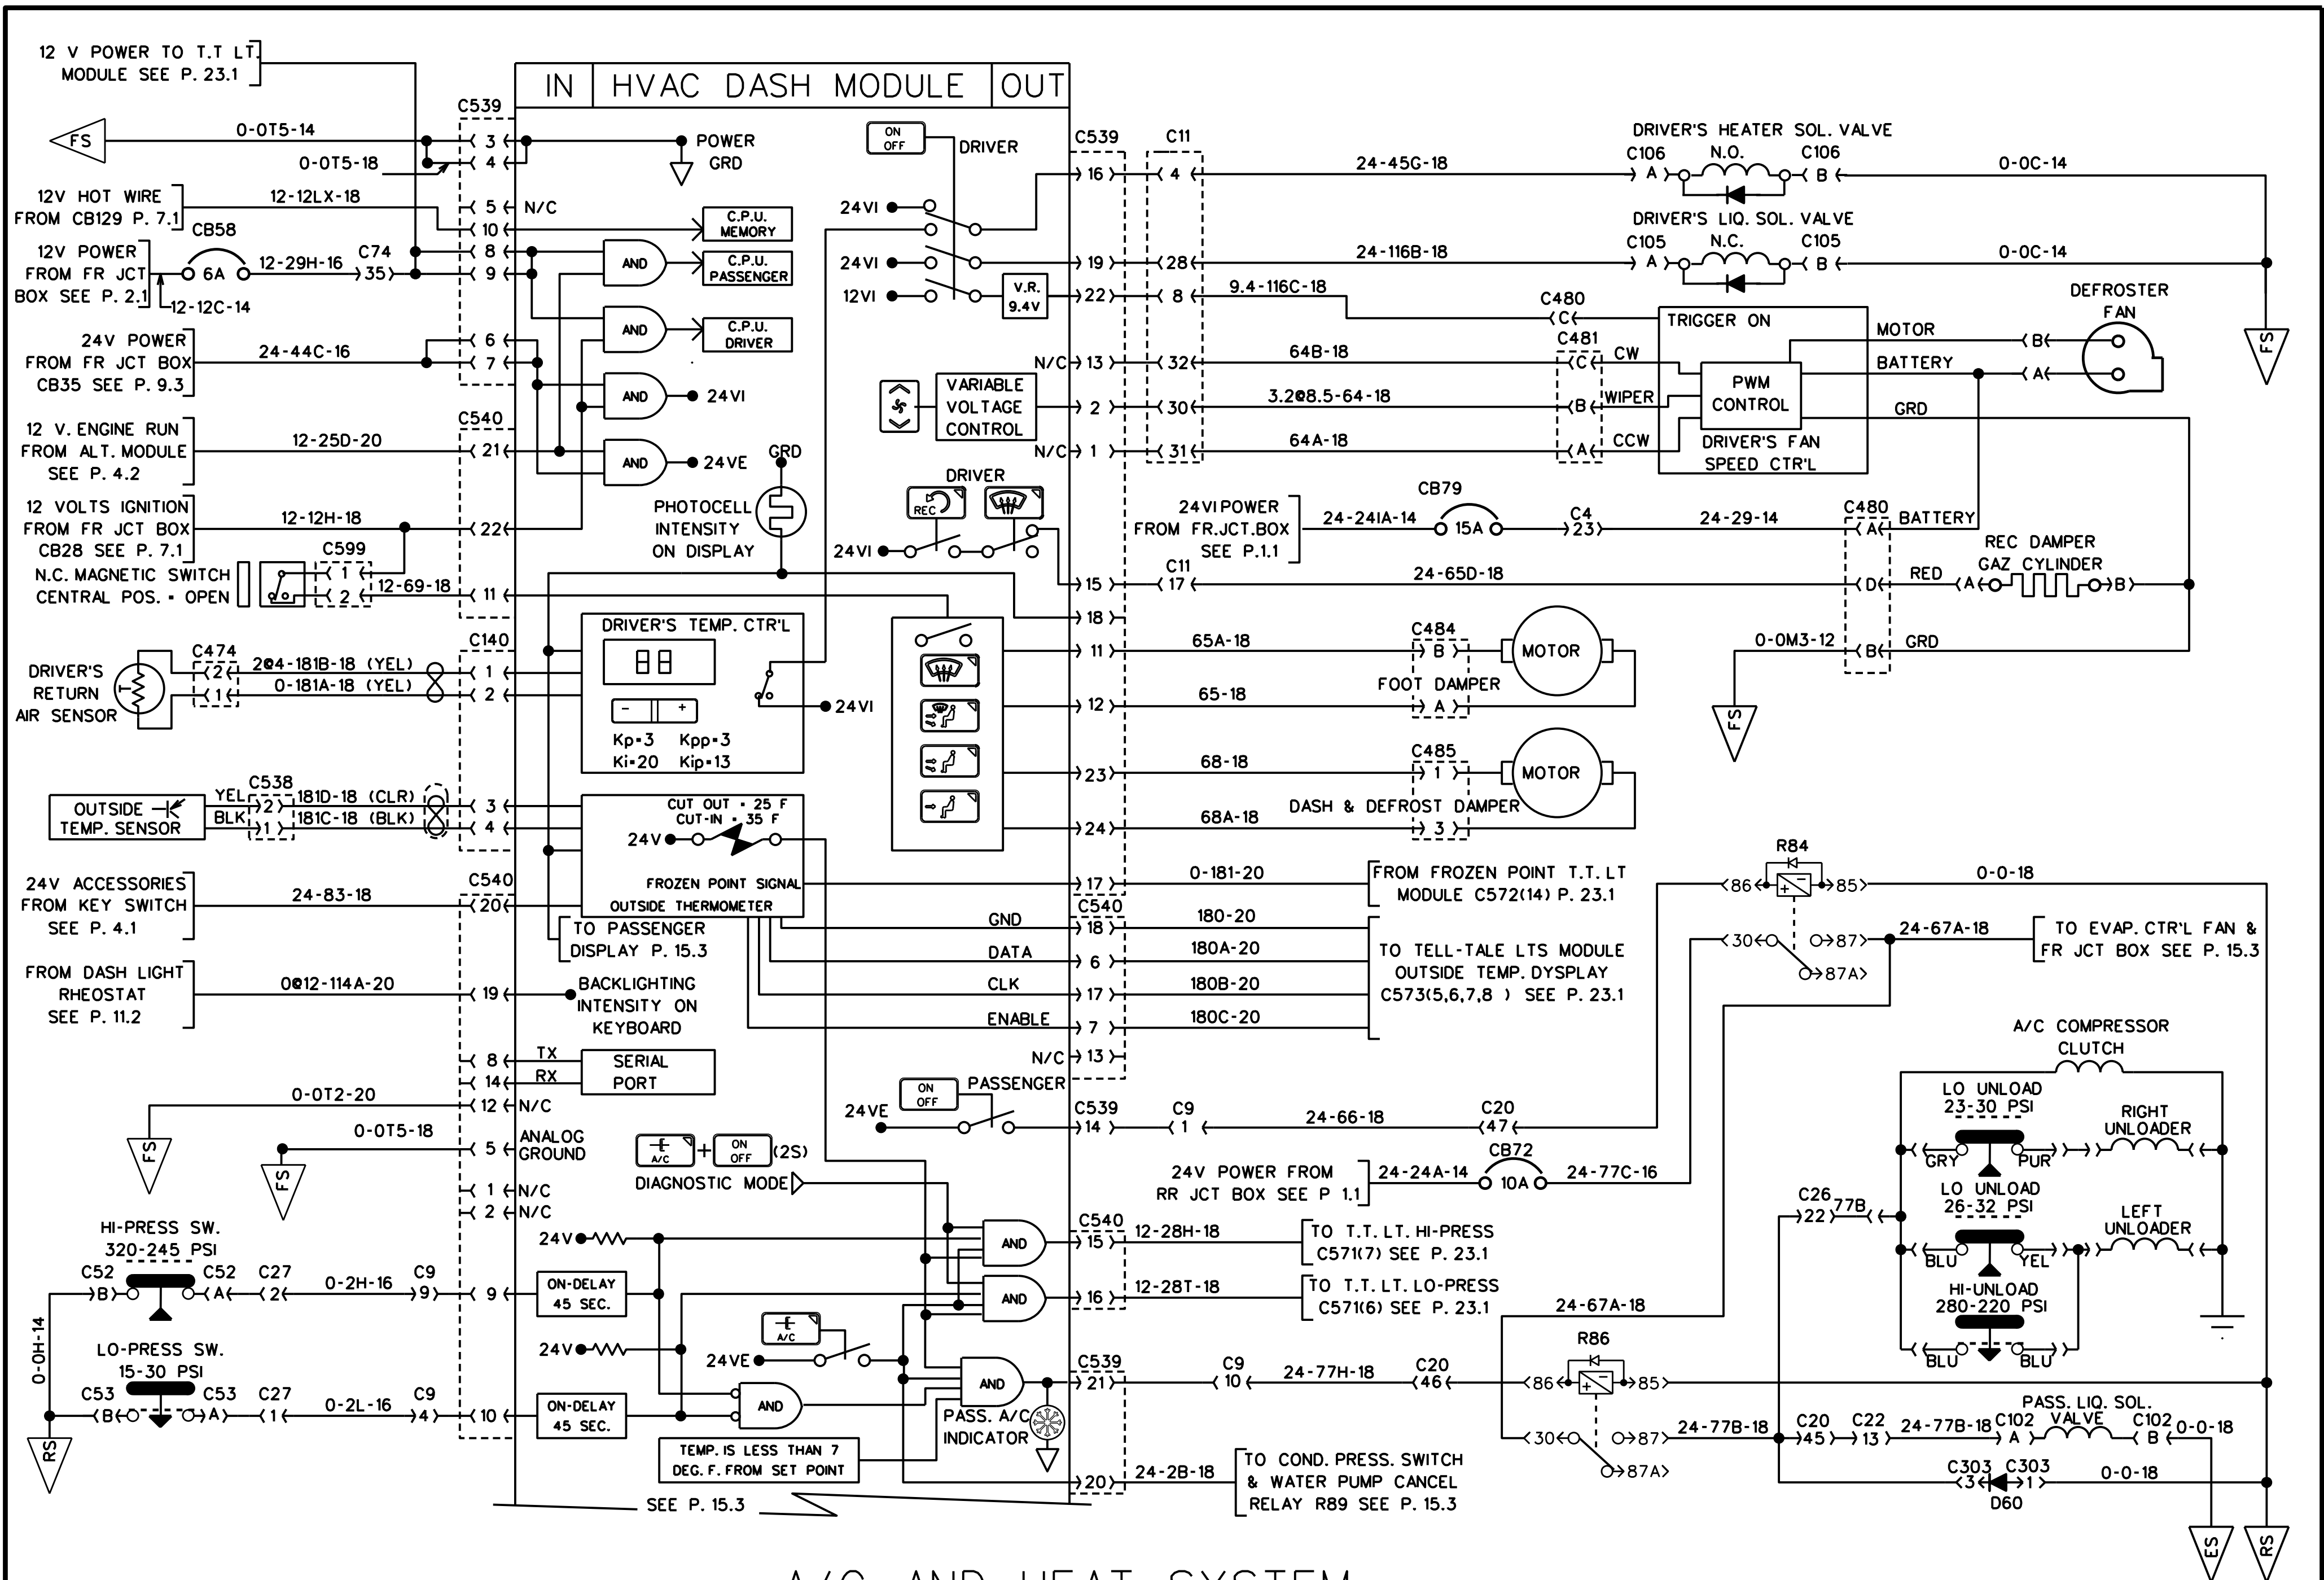 12 V POWER TO T.T LT.
MODULE SEE P. 23.1
IN HVAC DASH MODULE OUT
C539
FS
0-0T5-14
3
POWER
0-0T5-18
4
GRD
12V HOT WIRE
FROM CB129 P. 7.1
12-12LX-18
5 N/C
10
C.P.U.
MEMORY
CB58
12V POWER
FROM FR JCT
BOX SEE P. 2.1
6A
12-29H-16
C74
35
12-12C-14
8
9
AND
C.P.U.
PASSENGER
24V POWER
FROM FR JCT BOX
CB35 SEE P. 9.3
24-44C-16
6
7
AND
C.P.U.
DRIVER
AND
24VI
12 V. ENGINE RUN
FROM ALT. MODULE
SEE P. 4.2
12-25D-20
C540
21
AND
24VE
12 VOLTS IGNITION
FROM FR JCT BOX
CB28 SEE P. 7.1
12-12H-18
22
GRD
PHOTOCELL
INTENSITY
ON DISPLAY
N.C. MAGNETIC SWITCH
CENTRAL POS. = OPEN
C599
1
2
12-69-18
11
ON
OFF
DRIVER
24VI
24VI
12VI
V.R.
9.4V
VARIABLE
VOLTAGE
CONTROL
DRIVER
REC
24VI
C539
C11
16
4
24-45G-18
DRIVER'S HEATER SOL. VALVE
C106 N.O. C106
A
B
0-0C-14
DRIVER'S LIQ. SOL. VALVE
C105 N.C. C105
19
28
24-116B-18
A
B
0-0C-14
22
8
9.4-116C-18
C480
C
TRIGGER ON
DEFROSTER
FAN
FS
N/C 13
32
64B-18
C481
C
CW
MOTOR
B
BATTERY
A
PWM
CONTROL
2
30
3.2@8.5-64-18
B
WIPER
GRD
N/C 1
31
64A-18
A
CCW
DRIVER'S FAN
SPEED CTR'L
24VI POWER
FROM FR.JCT.BOX
SEE P.1.1
24-24IA-14
CB79
15A
C4
23
24-29-14
C480
A
BATTERY
REC DAMPER
GAZ CYLINDER
15
C11
17
24-65D-18
D
RED
A
B
18
0-0M3-12
B
GRD
FS
DRIVER'S
RETURN
AIR SENSOR
T
C474
2
1
2@4-181B-18 (YEL)
0-181A-18 (YEL)
C140
1
2
DRIVER'S TEMP. CTR'L
88
- +
Kp=3 Kpp=3
Ki=20 Kip=13
24VI
11
65A-18
C484
B
MOTOR
FOOT DAMPER
12
65-18
A
23
68-18
C485
1
MOTOR
DASH & DEFROST DAMPER
24
68A-18
3
OUTSIDE
TEMP. SENSOR
YEL
BLK
C538
2
1
181D-18 (CLR)
181C-18 (BLK)
3
4
CUT OUT = 25 F
CUT-IN = 35 F
24V
FROZEN POINT SIGNAL
OUTSIDE THERMOMETER
17
0-181-20
FROM FROZEN POINT T.T. LT
MODULE C572(14) P. 23.1
24V ACCESSORIES
FROM KEY SWITCH
SEE P. 4.1
24-83-18
C540
20
TO PASSENGER
DISPLAY P. 15.3
C540
GND
18
180-20
DATA
6
180A-20
CLK
17
180B-20
ENABLE
7
180C-20
N/C 13
TO TELL-TALE LTS MODULE
OUTSIDE TEMP. DYSPLAY
C573(5,6,7,8 ) SEE P. 23.1
FROM DASH LIGHT
RHEOSTAT
SEE P. 11.2
0@12-114A-20
19
BACKLIGHTING
INTENSITY ON
KEYBOARD
8
TX
14
RX
SERIAL
PORT
0-0T2-20
12 N/C
FS
0-0T5-18
5
ANALOG
GROUND
FS
1 N/C
2 N/C
R84
86
85
0-0-18
30
87
24-67A-18
87A
TO EVAP. CTR'L FAN &
FR JCT BOX SEE P. 15.3
ON
OFF
PASSENGER
24VE
C539
14
C9
1
24-66-18
C20
47
A/C
+
ON
OFF
(2S)
DIAGNOSTIC MODE
24V POWER FROM
RR JCT BOX SEE P 1.1
24-24A-14
CB72
10A
24-77C-16
A/C COMPRESSOR
CLUTCH
LO UNLOAD
23-30 PSI
RIGHT
UNLOADER
GRY
PUR
LO UNLOAD
26-32 PSI
LEFT
UNLOADER
C26
22
77B
BLU
YEL
HI-UNLOAD
280-220 PSI
BLU
BLU
HI-PRESS SW.
320-245 PSI
C52
B
C52
A
C27
2
0-2H-16
C9
9
9
ON-DELAY
45 SEC.
24V
AND
C540
15
12-28H-18
TO T.T. LT. HI-PRESS
C571(7) SEE P. 23.1
AND
16
12-28T-18
TO T.T. LT. LO-PRESS
C571(6) SEE P. 23.1
0-0H-14
LO-PRESS SW.
15-30 PSI
C53
B
C53
A
C27
1
0-2L-16
C9
4
10
RS
24V
ON-DELAY
45 SEC.
A/C
24VE
AND
AND
PASS. A/C
INDICATOR
TEMP. IS LESS THAN 7
DEG. F. FROM SET POINT
SEE P. 15.3
C539
21
C9
10
24-77H-18
C20
46
24-67A-18
R86
86
85
30
87
87A
20
24-2B-18
TO COND. PRESS. SWITCH
& WATER PUMP CANCEL
RELAY R89 SEE P. 15.3
24-77B-18
C20
45
C22
13
24-77B-18
PASS. LIQ. SOL.
VALVE
C102
A
C102
B
0-0-18
C303
3
C303
1
D60
0-0-18
ES
RS
A/C AND HEAT SYSTEM